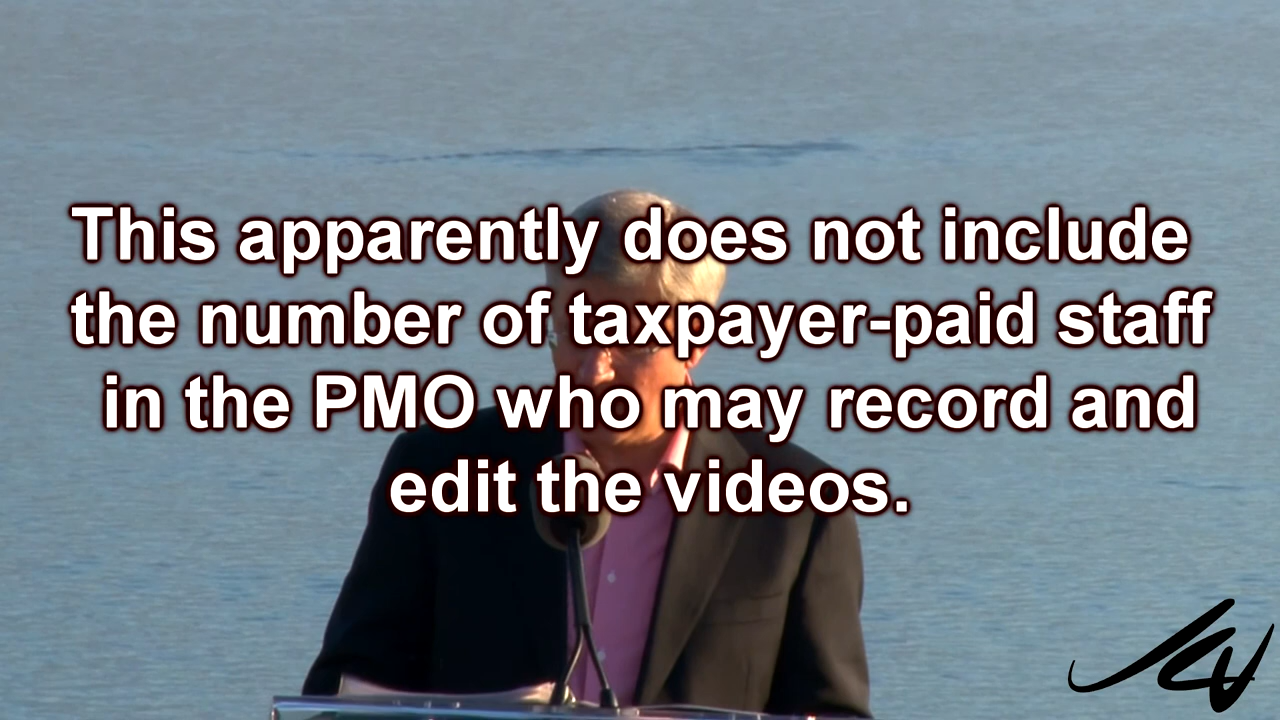 This apparently does not include
the number of taxpayer-paid staff
in the PMO who may record and
edit the videos.